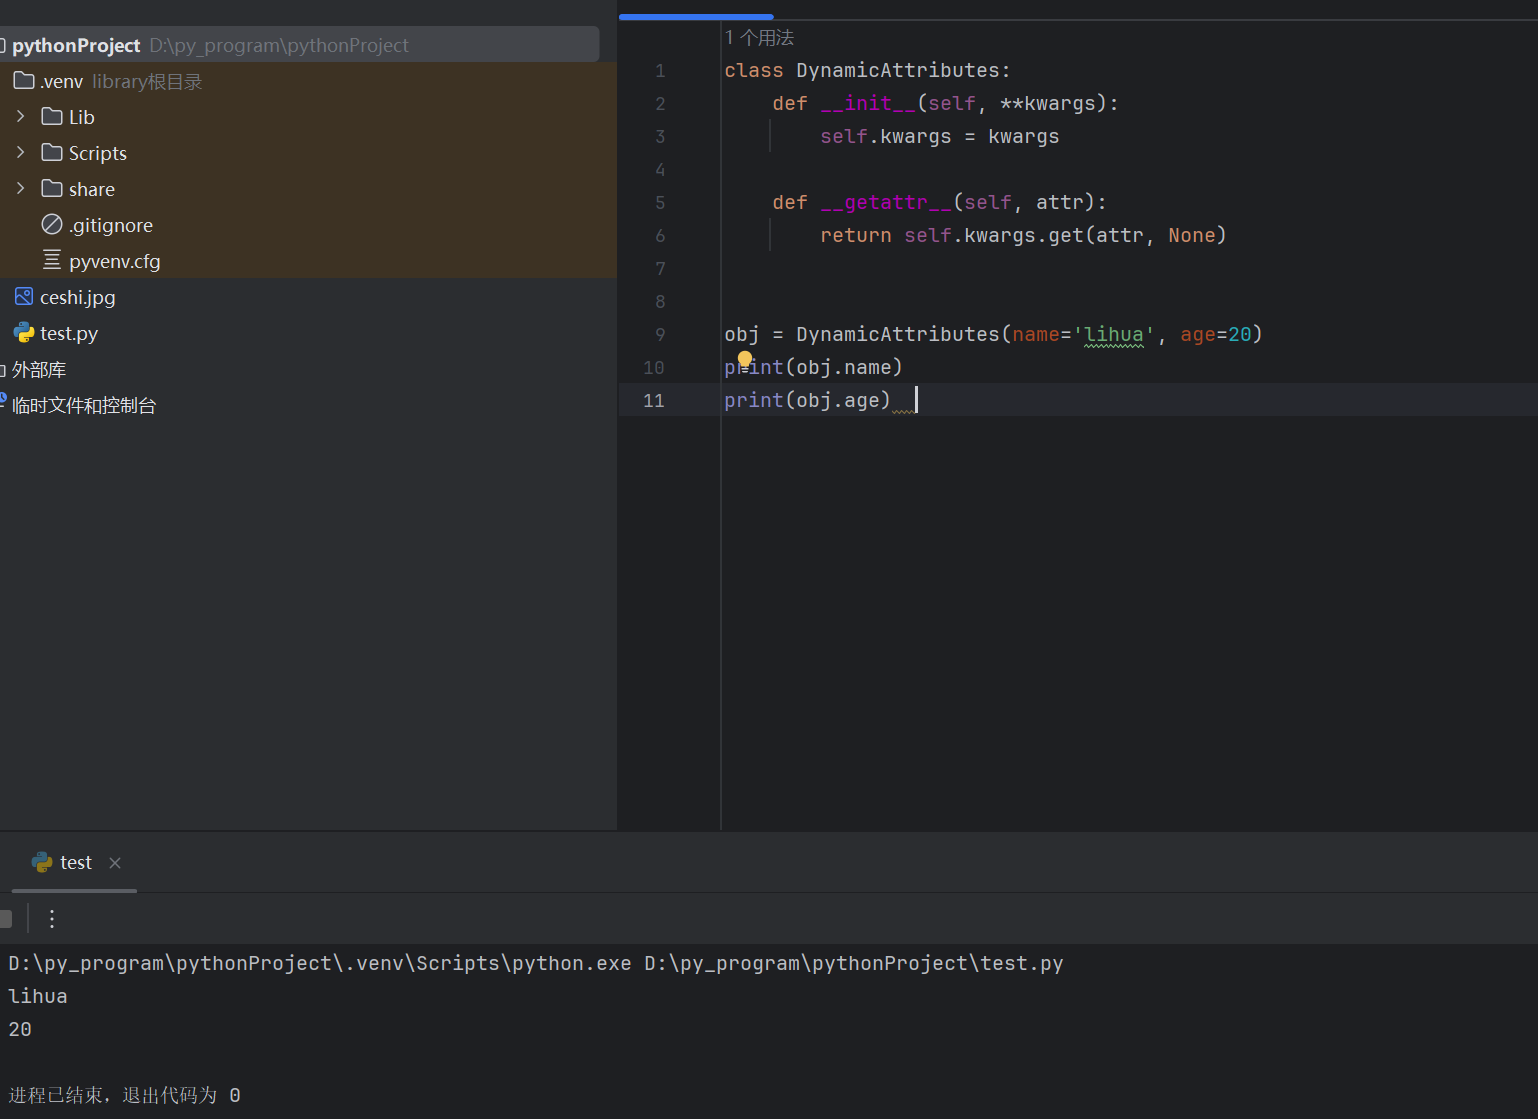 pythonProject D:\py_program\pythonProject
.venv library根目录
Lib
Scripts
share
.gitignore
pyvenv.cfg
ceshi.jpg
test.py
外部库
临时文件和控制台
1 个用法
1 class DynamicAttributes:
2 def __init__(self, **kwargs):
3 self.kwargs = kwargs
4
5 def __getattr__(self, attr):
6 return self.kwargs.get(attr, None)
7
8
9 obj = DynamicAttributes(name='lihua', age=20)
10 print(obj.name)
11 print(obj.age)
test
D:\py_program\pythonProject\.venv\Scripts\python.exe D:\py_program\pythonProject\test.py
lihua
20
进程已结束，退出代码为 0